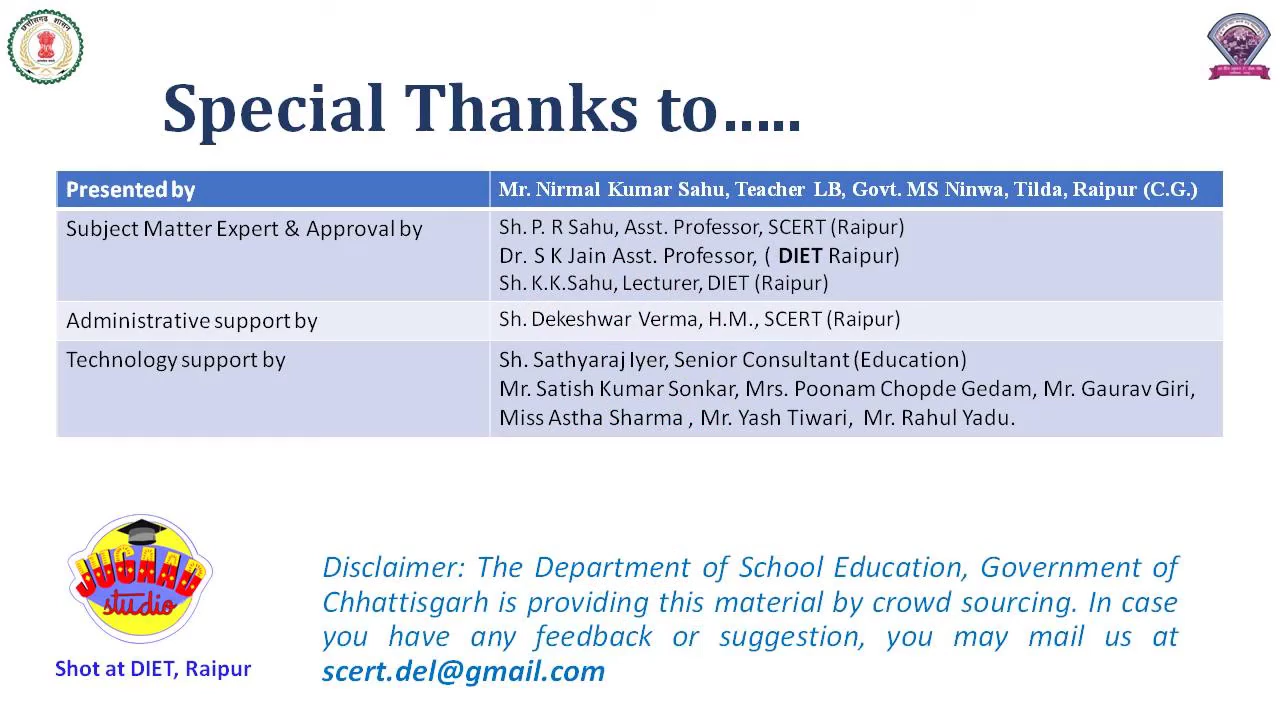 छत्तीसगढ़ शासन
Special Thanks to…..
Presented by
Mr. Nirmal Kumar Sahu, Teacher LB, Govt. MS Ninwa, Tilda, Raipur (C.G.)
Subject Matter Expert & Approval by
Sh. P. R Sahu, Asst. Professor, SCERT (Raipur)
Dr. S K Jain Asst. Professor, ( DIET Raipur)
Sh. K.K.Sahu, Lecturer, DIET (Raipur)
Administrative support by
Sh. Dekeshwar Verma, H.M., SCERT (Raipur)
Technology support by
Sh. Sathyaraj Iyer, Senior Consultant (Education)
Mr. Satish Kumar Sonkar, Mrs. Poonam Chopde Gedam, Mr. Gaurav Giri,
Miss Astha Sharma , Mr. Yash Tiwari,  Mr. Rahul Yadu.
JUGAAD
studio
Shot at DIET, Raipur
Disclaimer: The Department of School Education, Government of
Chhattisgarh is providing this material by crowd sourcing. In case
you have any feedback or suggestion, you may mail us at
scert.del@gmail.com